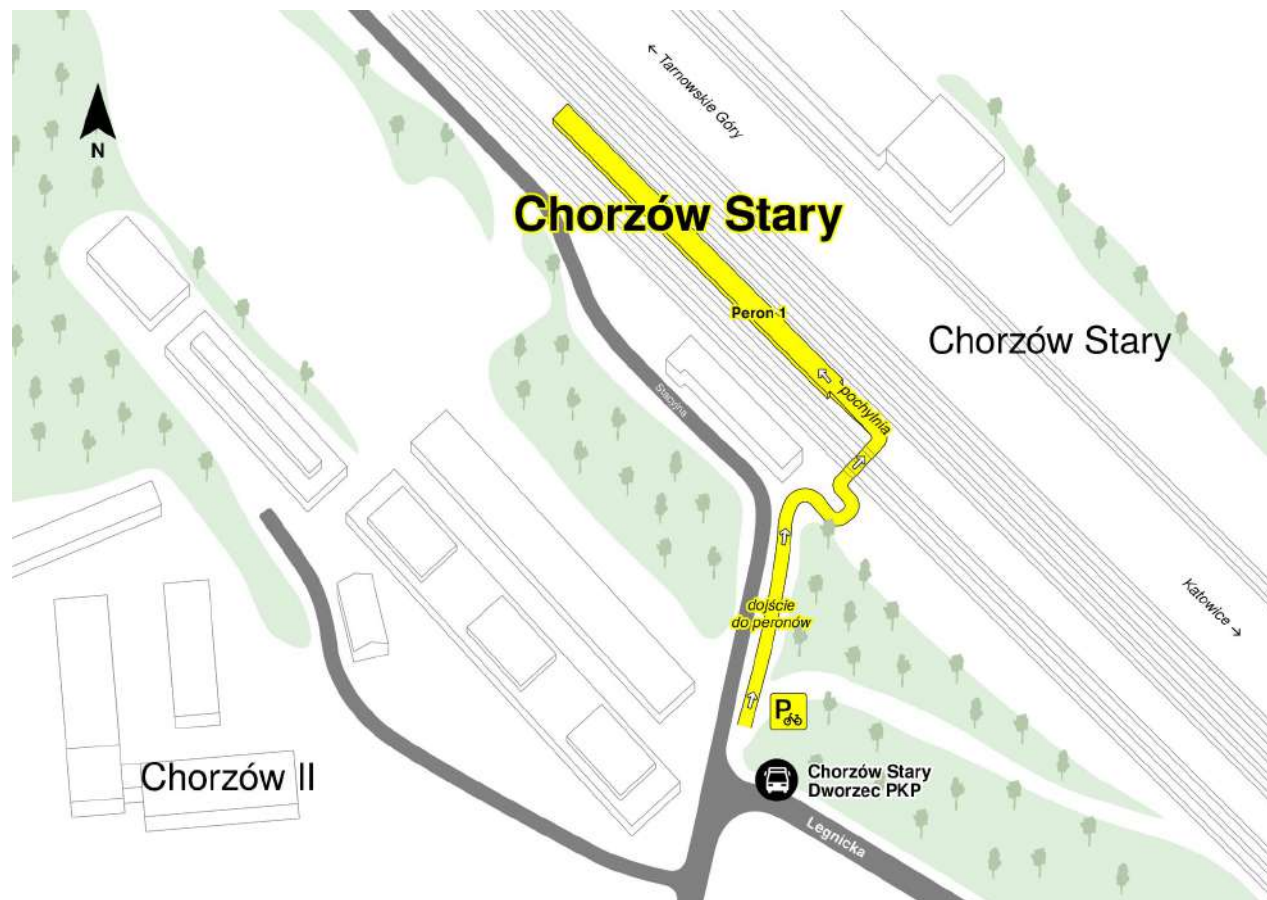 ← Tarnowskie Góry
N
Chorzów Stary
Peron 1
Chorzów Stary
pochylnia
Stacyjna
Katowice →
dojście
do peronów
P
Chorzów II
Chorzów Stary
Dworzec PKP
Legnicka